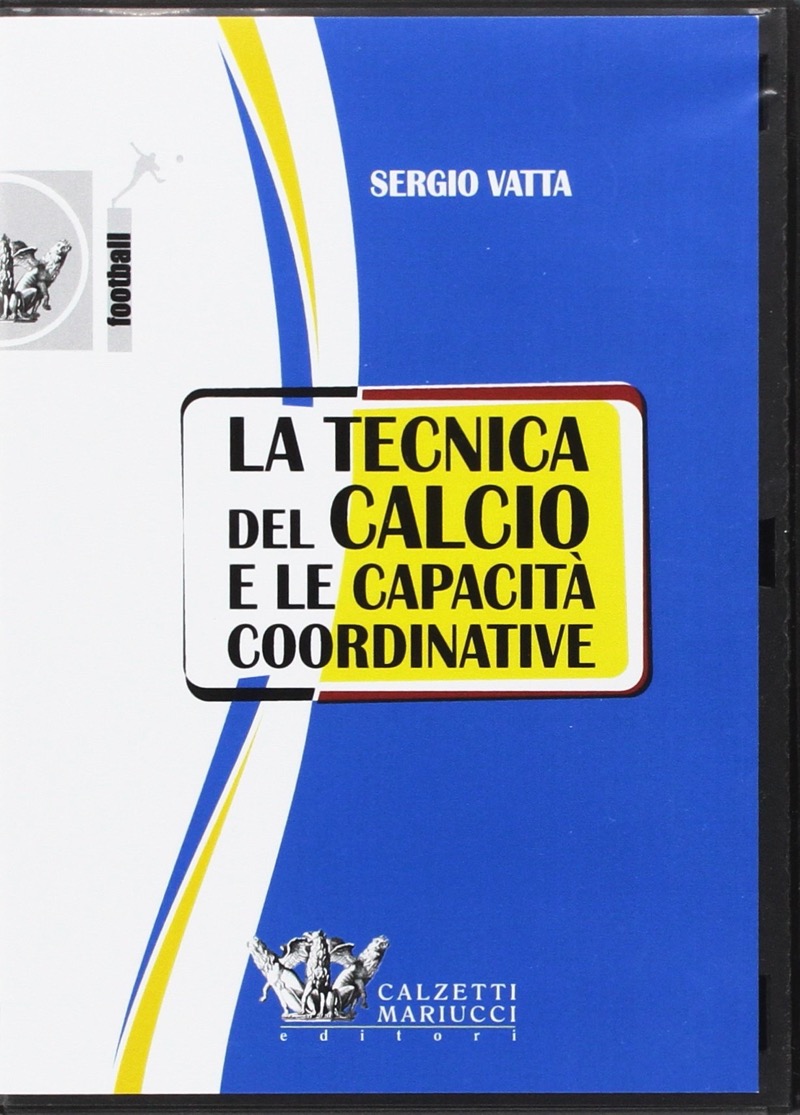 SERGIO VATTA
football
LA TECNICA
DEL CALCIO
E LE CAPACITÀ
COORDINATIVE
CALZETTI
MARIUCCI
editori